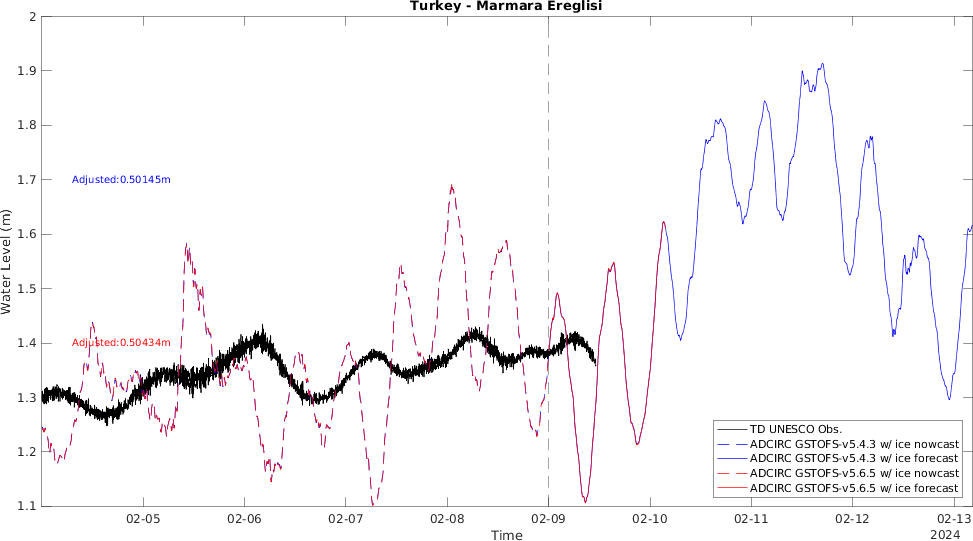 Turkey - Marmara Ereglisi
2
1.9
1.8
1.7
1.6
1.5
1.4
1.3
1.2
1.1
Water Level (m)
Adjusted:0.50145m
Adjusted:0.50434m
TD UNESCO Obs.
ADCIRC GSTOFS-v5.4.3 w/ ice nowcast
ADCIRC GSTOFS-v5.4.3 w/ ice forecast
ADCIRC GSTOFS-v5.6.5 w/ ice nowcast
ADCIRC GSTOFS-v5.6.5 w/ ice forecast
02-05 02-06 02-07 02-08 02-09 02-10 02-11 02-12 02-13
Time
2024